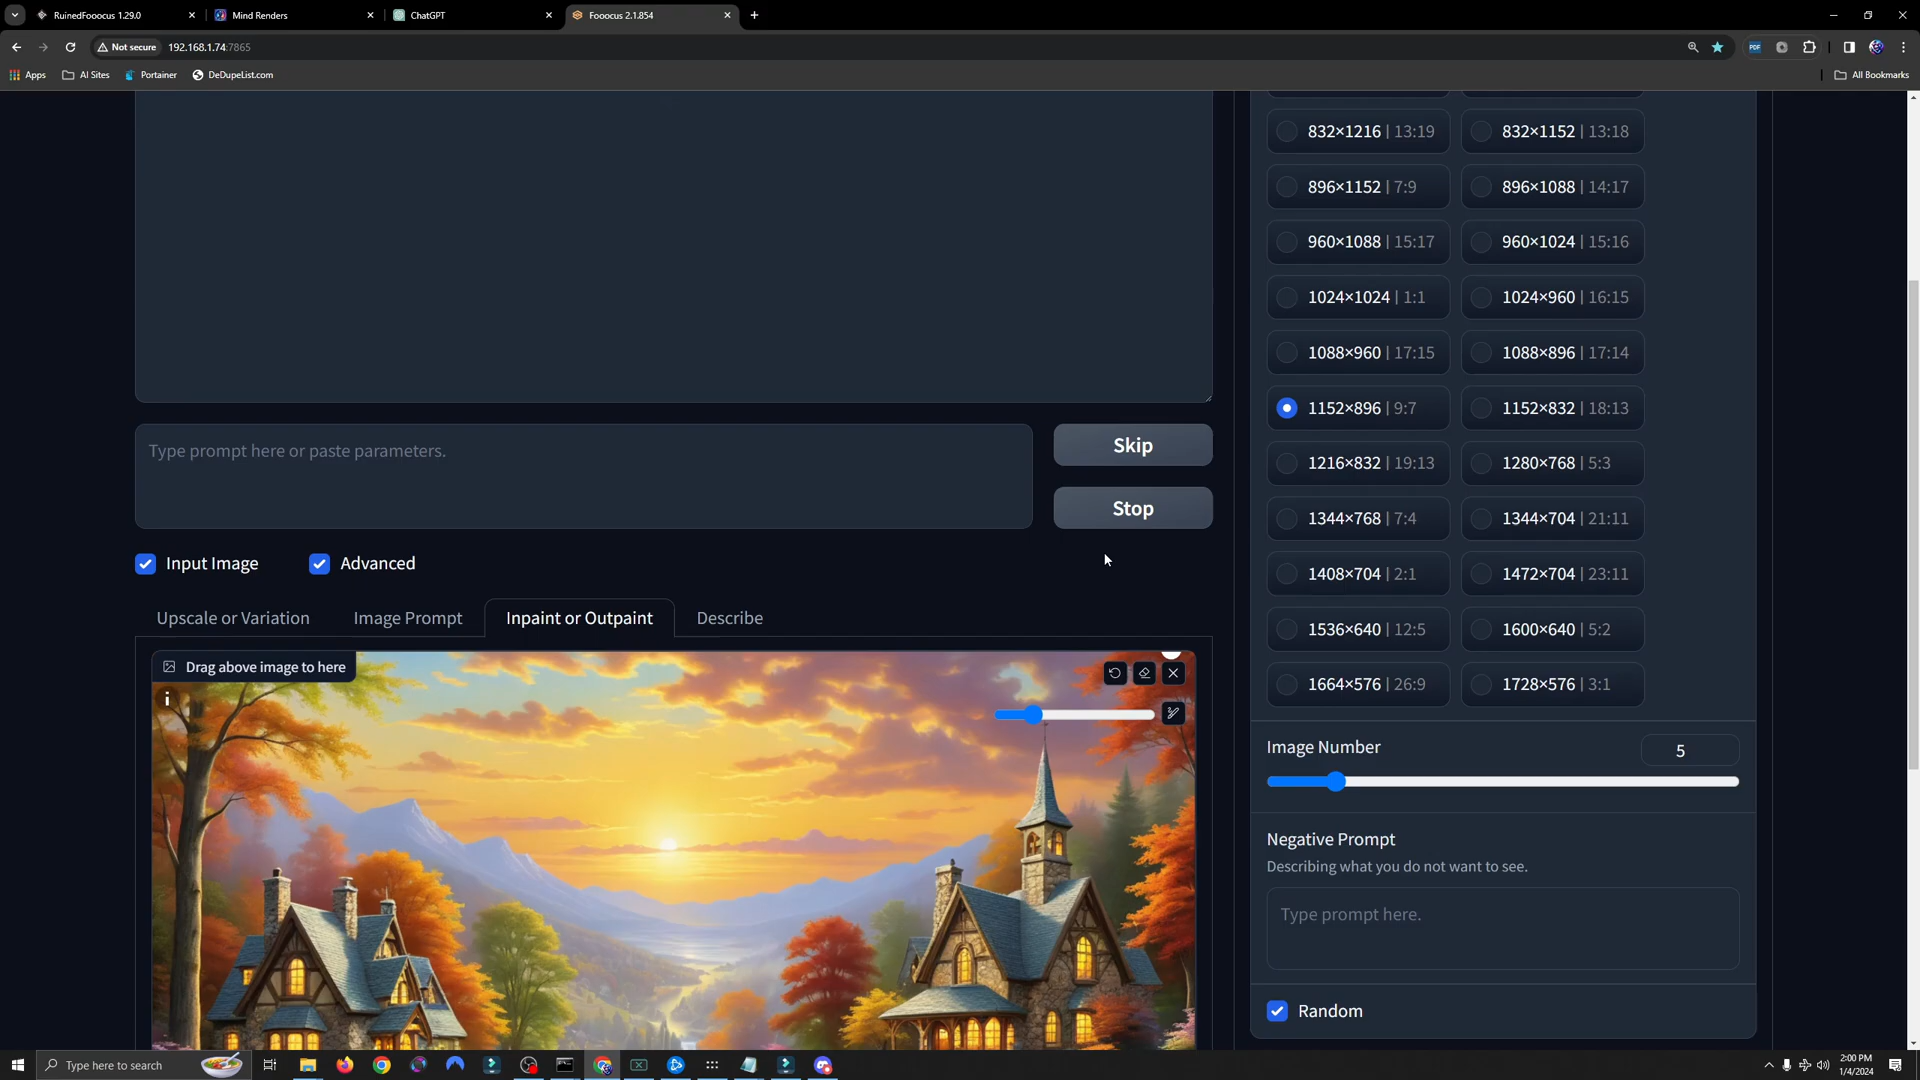 RuinedFooocus 1.29.0
Mind Renders
ChatGPT
Fooocus 2.1.854
Not secure
192.168.1.74:7865
PDF
Apps
AI Sites
Portainer
DeDupeList.com
All Bookmarks
832×1216 | 13:19
832×1152 | 13:18
896×1152 | 7:9
896×1088 | 14:17
960×1088 | 15:17
960×1024 | 15:16
1024×1024 | 1:1
1024×960 | 16:15
1088×960 | 17:15
1088×896 | 17:14
1152×896 | 9:7
1152×832 | 18:13
1216×832 | 19:13
1280×768 | 5:3
1344×768 | 7:4
1344×704 | 21:11
1408×704 | 2:1
1472×704 | 23:11
1536×640 | 12:5
1600×640 | 5:2
1664×576 | 26:9
1728×576 | 3:1
Type prompt here or paste parameters.
Skip
Stop
Input Image
Advanced
Upscale or Variation
Image Prompt
Inpaint or Outpaint
Describe
Drag above image to here
i
Image Number
5
Negative Prompt
Describing what you do not want to see.
Type prompt here.
Random
Type here to search
2:00 PM
1/4/2024